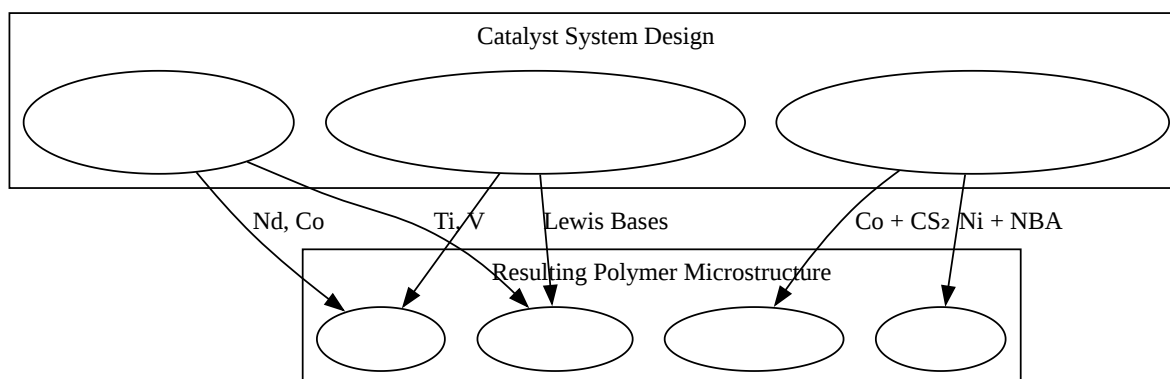 Catalyst System Design
Nd, Co
Ti, V
Lewis Bases
Co + CS₂
Ni + NBA
Resulting Polymer Microstructure